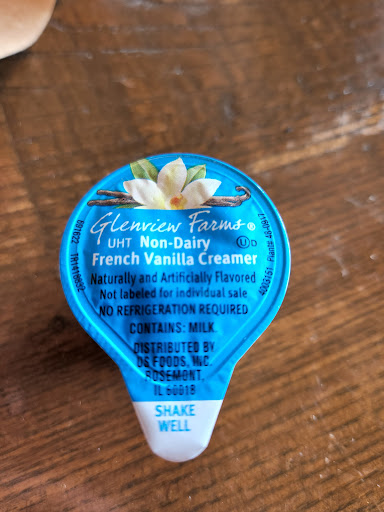 Glenview Farms®
UHT Non-Dairy
French Vanilla Creamer
Ⓤ D
Naturally and Artificially Flavored
Not labeled for individual sale
NO REFRIGERATION REQUIRED
CONTAINS: MILK
DISTRIBUTED BY
US FOODS, INC.
ROSEMONT,
IL 60018
SHAKE
WELL